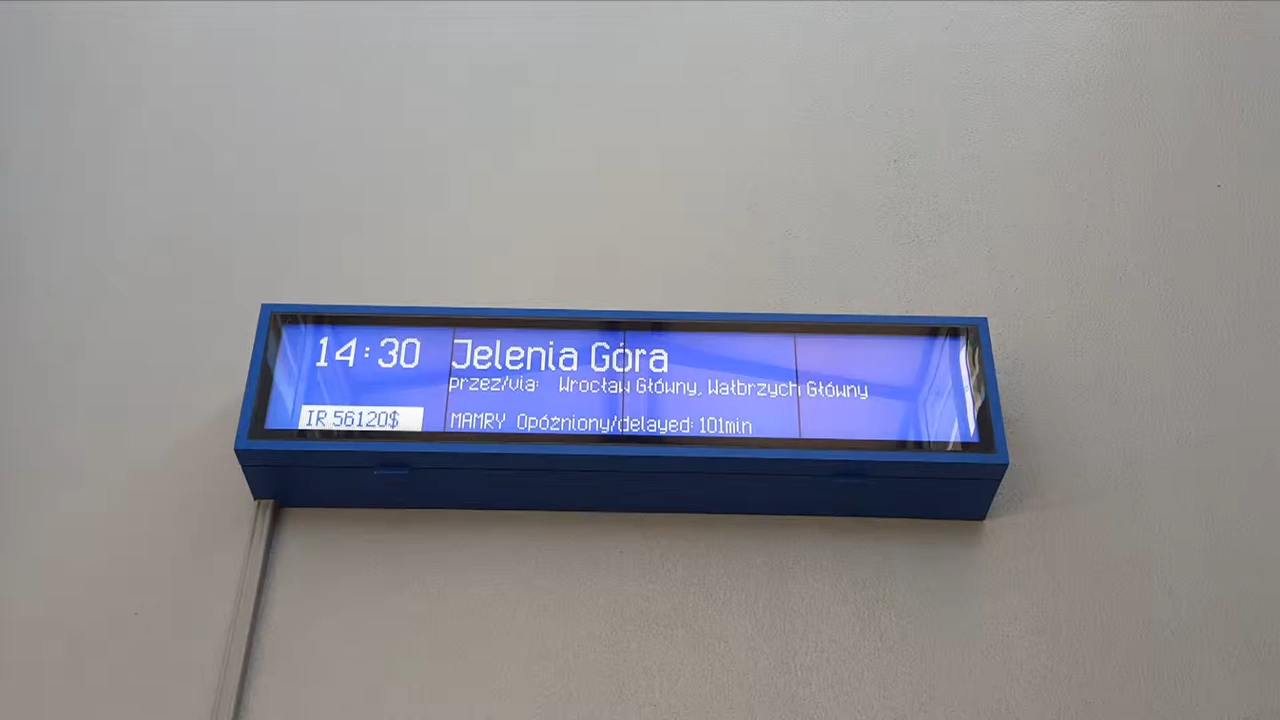 14:30 Jelenia Góra
przez/via: Wrocław Główny, Wałbrzych Główny
IR 56120$ MAMRY Opóźniony/delayed: 101min